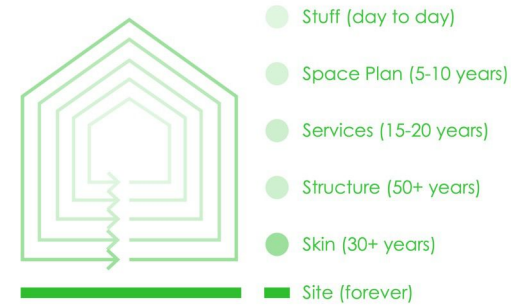 Stuff (day to day)
Space Plan (5-10 years)
Services (15-20 years)
Structure (50+ years)
Skin (30+ years)
Site (forever)